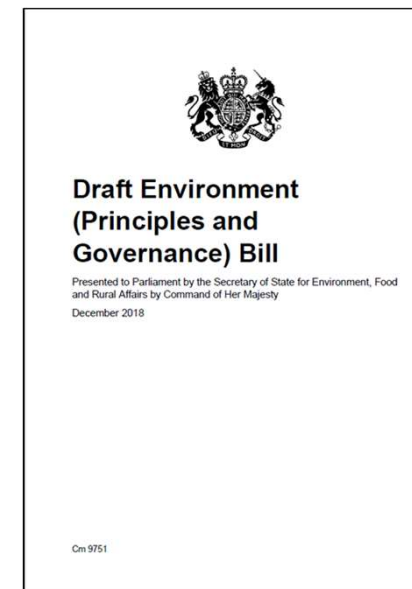 Draft Environment
(Principles and
Governance) Bill
Presented to Parliament by the Secretary of State for Environment, Food
and Rural Affairs by Command of Her Majesty
December 2018
Cm 9751